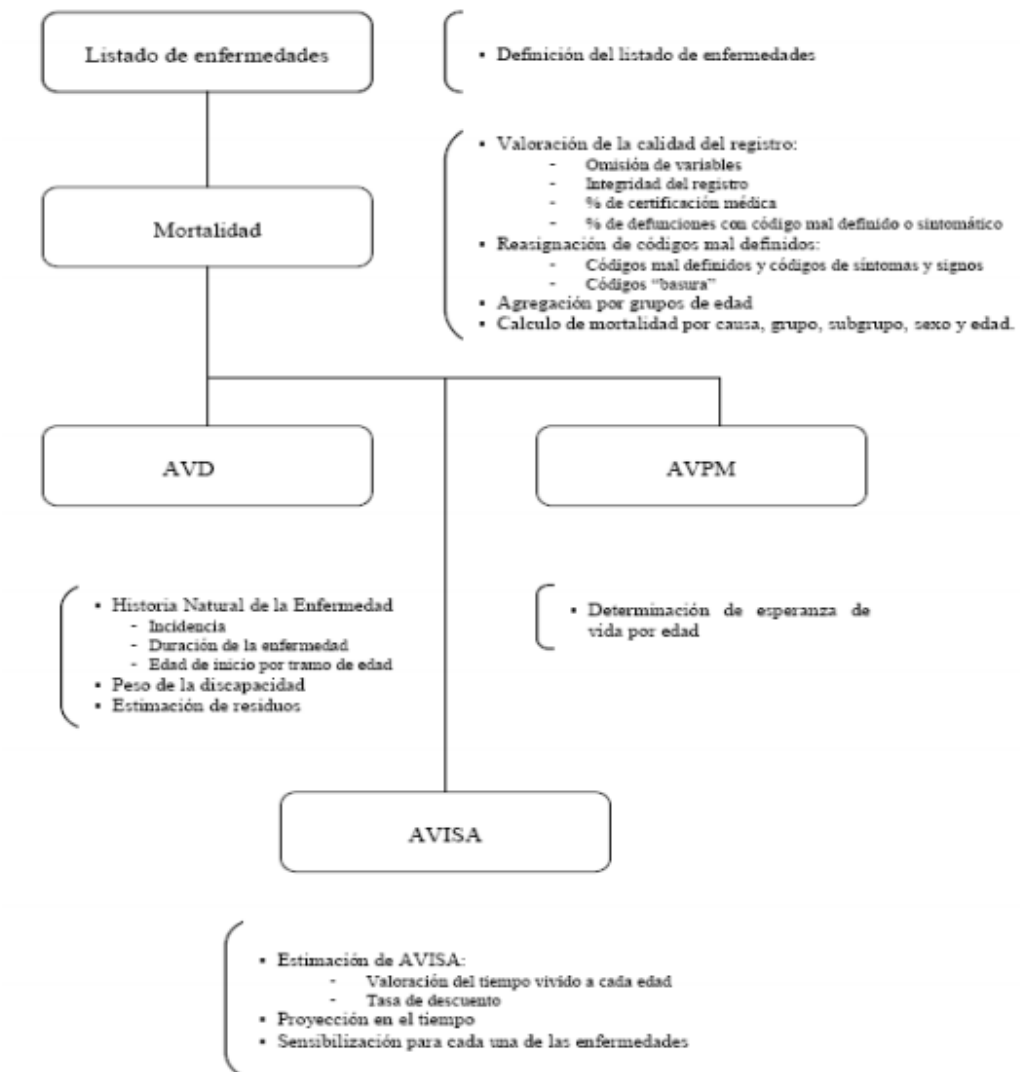 Listado de enfermedades
▪ Definición del listado de enfermedades
Mortalidad
▪ Valoración de la calidad del registro:
- Omisión de variables
- Integridad del registro
- % de certificación médica
- % de defunciones con código mal definido o sintomático
▪ Reasignación de códigos mal definidos:
- Códigos mal definidos y códigos de síntomas y signos
- Códigos “basura”
▪ Agregación por grupos de edad
▪ Calculo de mortalidad por causa, grupo, subgrupo, sexo y edad.
AVD
AVPM
▪ Historia Natural de la Enfermedad
- Incidencia
- Duración de la enfermedad
- Edad de inicio por tramo de edad
▪ Peso de la discapacidad
▪ Estimación de residuos
▪ Determinación de esperanza de
vida por edad
AVISA
▪ Estimación de AVISA:
- Valoración del tiempo vivido a cada edad
- Tasa de descuento
▪ Proyección en el tiempo
▪ Sensibilización para cada una de las enfermedades